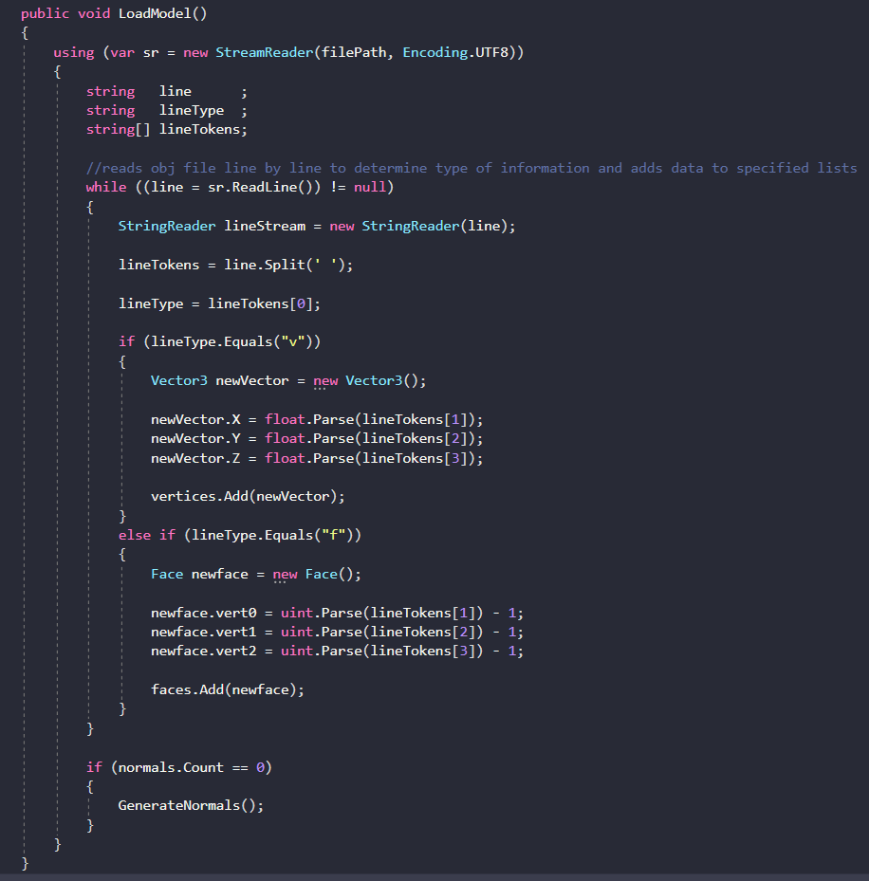 public void LoadModel()
{
    using (var sr = new StreamReader(filePath, Encoding.UTF8))
    {
        string   line      ;
        string   lineType  ;
        string[] lineTokens;

        //reads obj file line by line to determine type of information and adds data to specified lists
        while ((line = sr.ReadLine()) != null)
        {
            StringReader lineStream = new StringReader(line);

            lineTokens = line.Split(' ');

            lineType = lineTokens[0];

            if (lineType.Equals("v"))
            {
                Vector3 newVector = new Vector3();

                newVector.X = float.Parse(lineTokens[1]);
                newVector.Y = float.Parse(lineTokens[2]);
                newVector.Z = float.Parse(lineTokens[3]);

                vertices.Add(newVector);
            }
            else if (lineType.Equals("f"))
            {
                Face newface = new Face();

                newface.vert0 = uint.Parse(lineTokens[1]) - 1;
                newface.vert1 = uint.Parse(lineTokens[2]) - 1;
                newface.vert2 = uint.Parse(lineTokens[3]) - 1;

                faces.Add(newface);
            }
        }

        if (normals.Count == 0)
        {
            GenerateNormals();
        }
    }
}